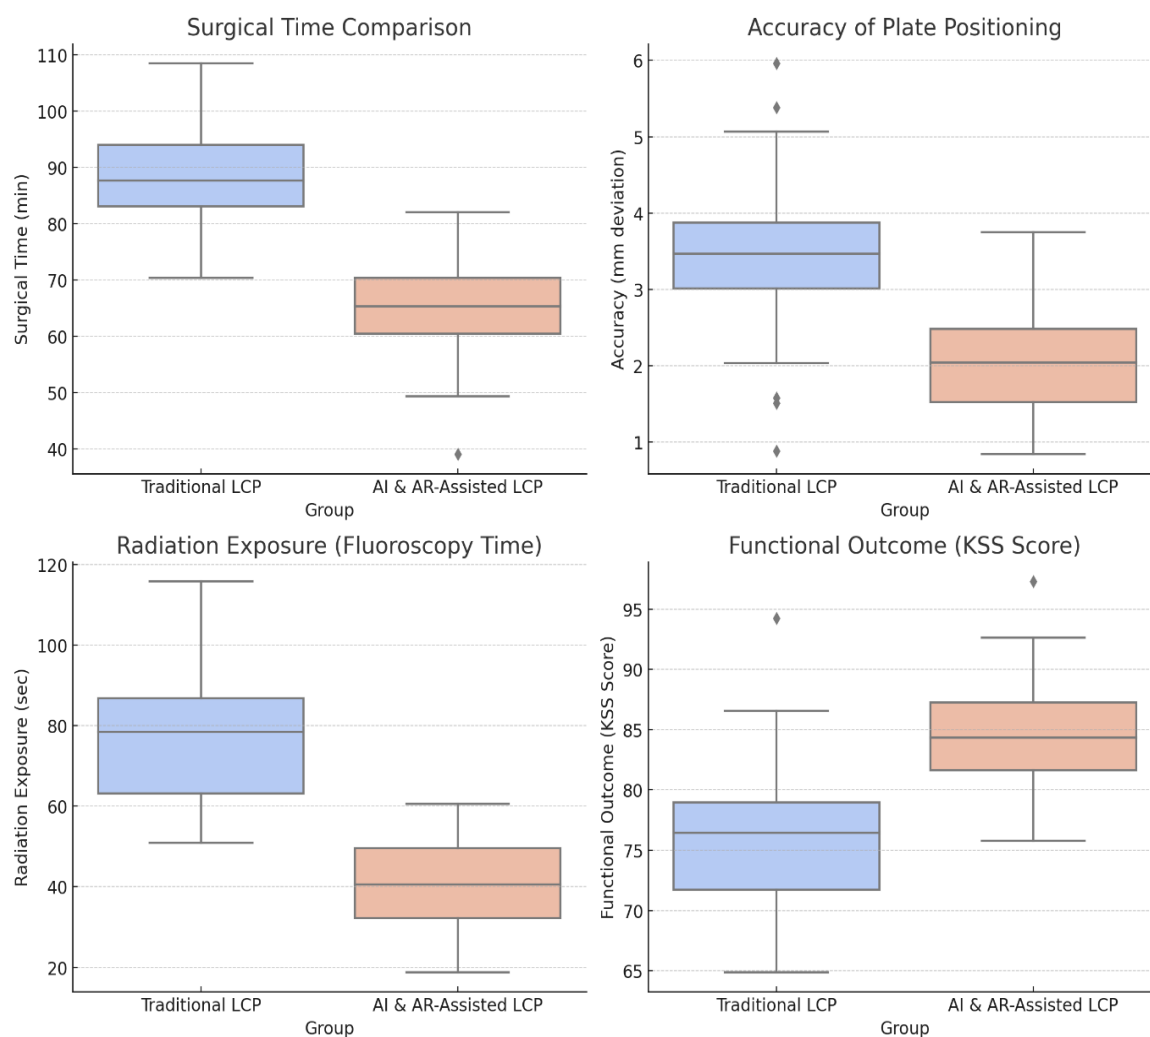 Surgical Time Comparison
110
100
90
80
70
60
50
40
Surgical Time (min)
Traditional LCP
AI & AR-Assisted LCP
Group
Accuracy of Plate Positioning
6
5
4
3
2
1
Accuracy (mm deviation)
Traditional LCP
AI & AR-Assisted LCP
Group
Radiation Exposure (Fluoroscopy Time)
120
100
80
60
40
20
Radiation Exposure (sec)
Traditional LCP
AI & AR-Assisted LCP
Group
Functional Outcome (KSS Score)
95
90
85
80
75
70
65
Functional Outcome (KSS Score)
Traditional LCP
AI & AR-Assisted LCP
Group